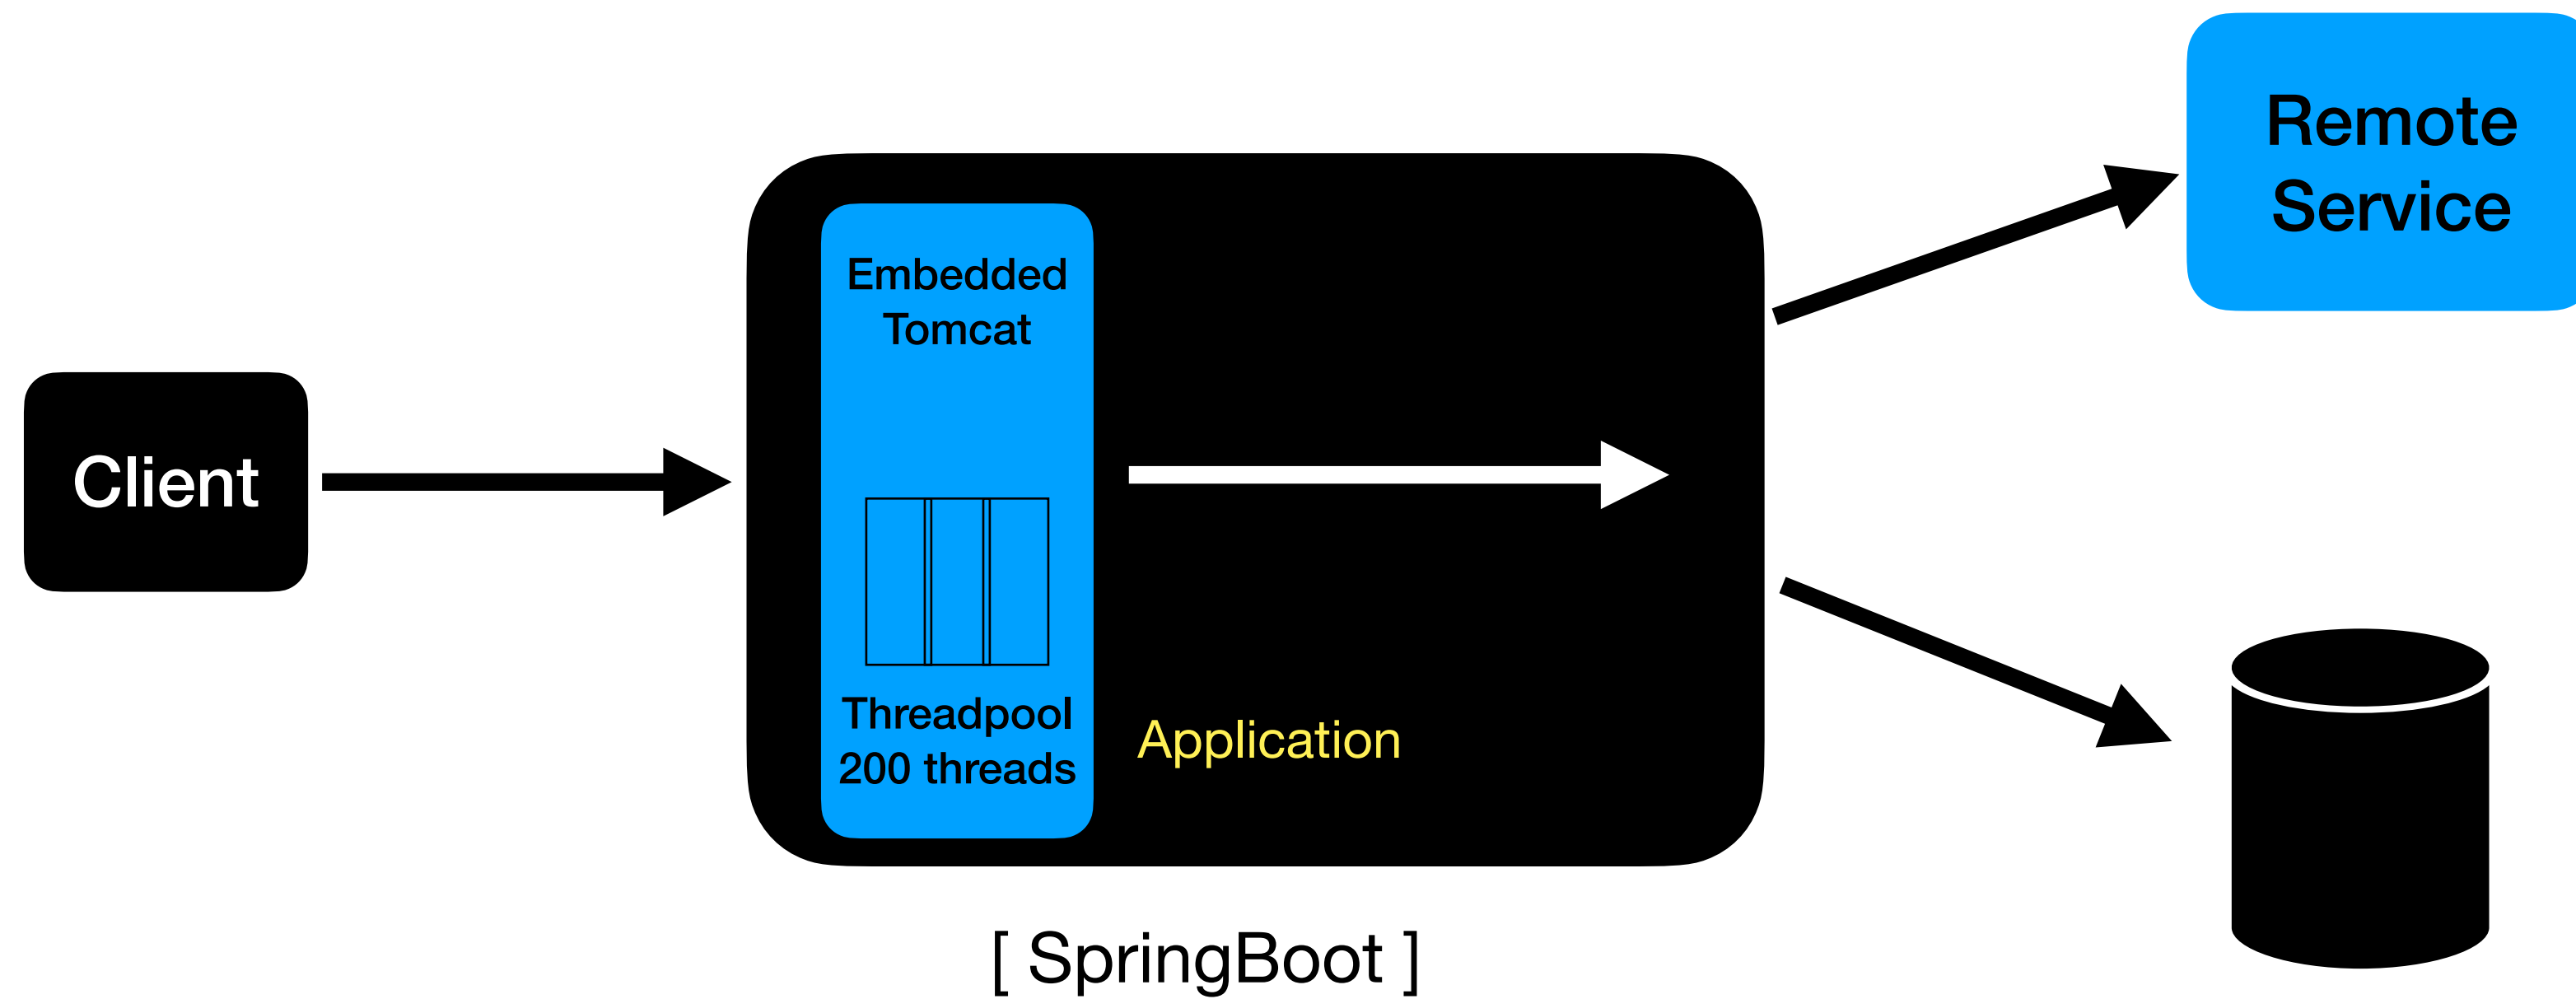 Client
Embedded
Tomcat
Threadpool
200 threads
Application
Remote
Service
[ SpringBoot ]